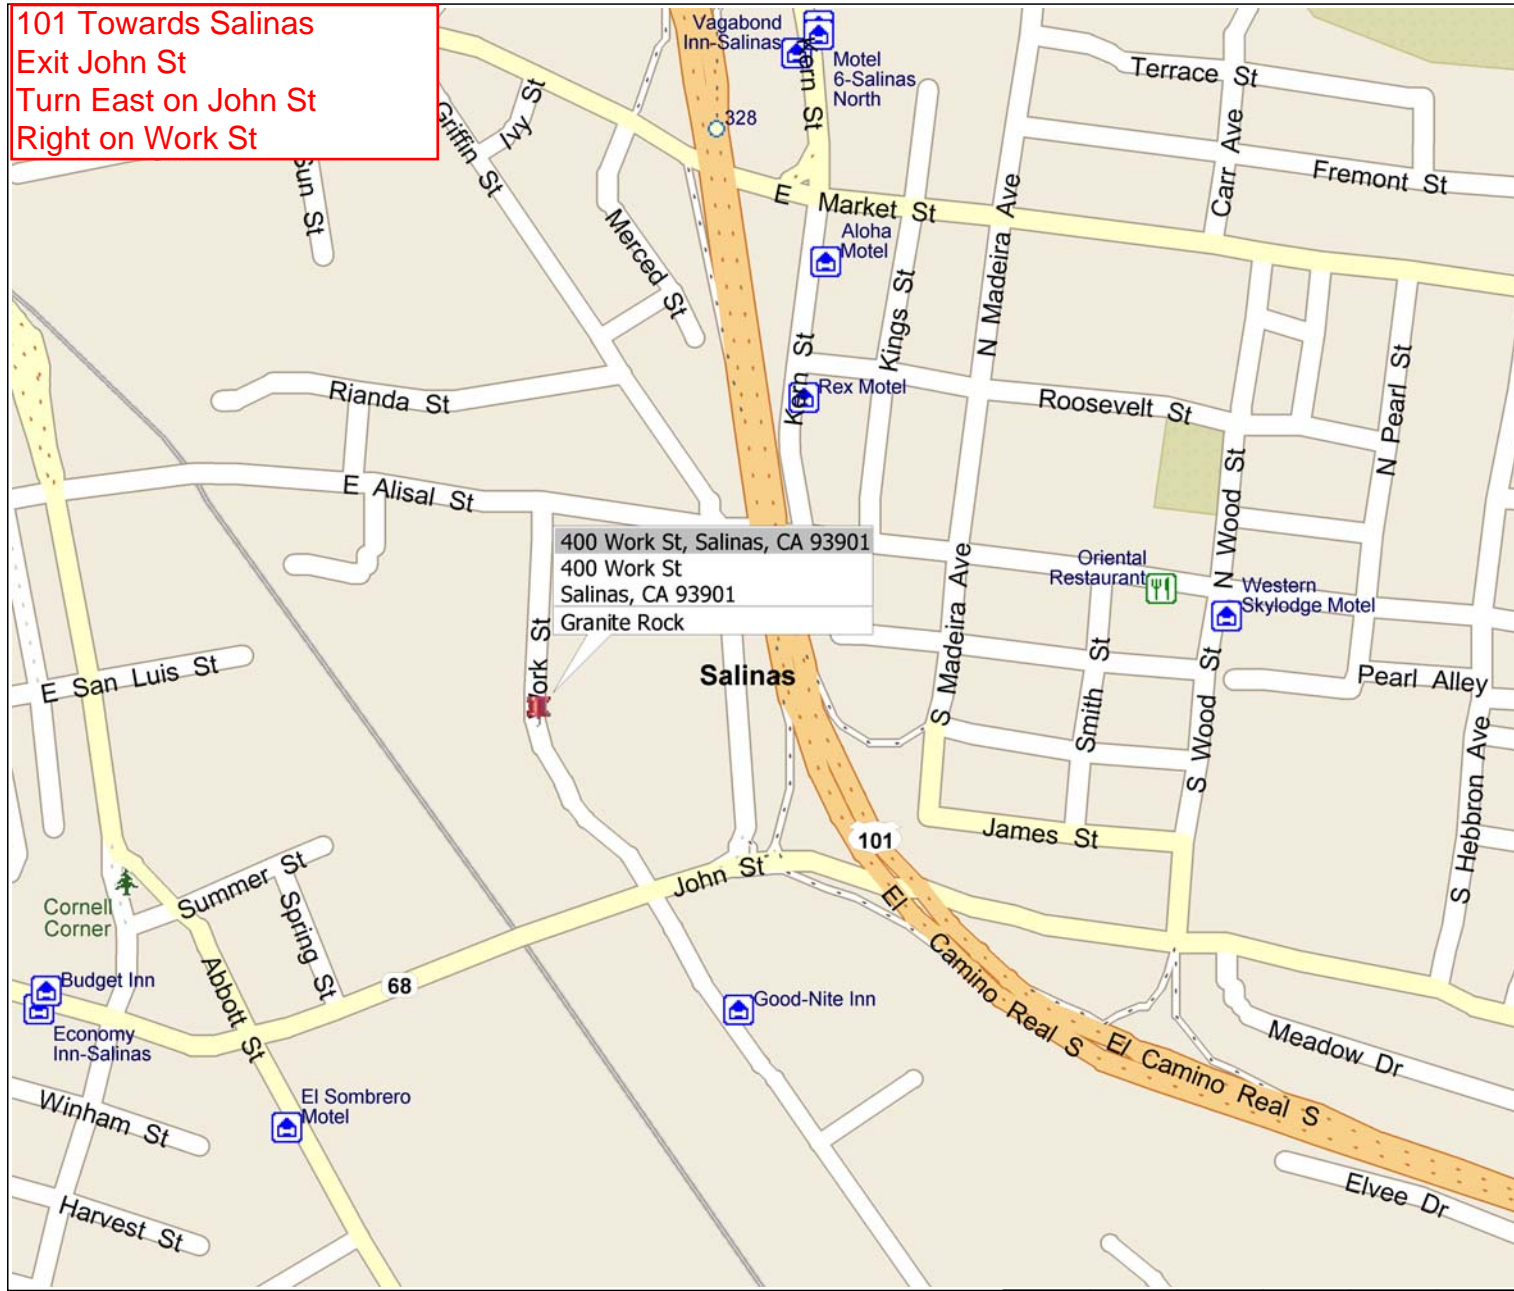 101 Towards Salinas
Exit John St
Turn East on John St
Right on Work St
Vagabond
Inn-Salinas
Kern St
Motel
6-Salinas
North
328
Terrace St
Carr Ave
Fremont St
Griffin St
Ivy St
Sun St
Merced St
E Market St
Aloha
Motel
N Madeira Ave
Kings St
Kern St
Rex Motel
Roosevelt St
N Pearl St
N Wood St
Rianda St
E Alisal St
400 Work St, Salinas, CA 93901
400 Work St
Salinas, CA 93901
Granite Rock
Work St
Salinas
Oriental
Restaurant
Western
Skylodge Motel
S Madeira Ave
Smith St
S Wood St
Pearl Alley
S Hebbron Ave
E San Luis St
101
James St
John St
Summer St
Spring St
Cornell
Corner
Budget Inn
Economy
Inn-Salinas
Abbott St
68
Good-Nite Inn
El Camino Real S
El Camino Real S
Meadow Dr
El Sombrero
Motel
Winham St
Harvest St
Elvee Dr